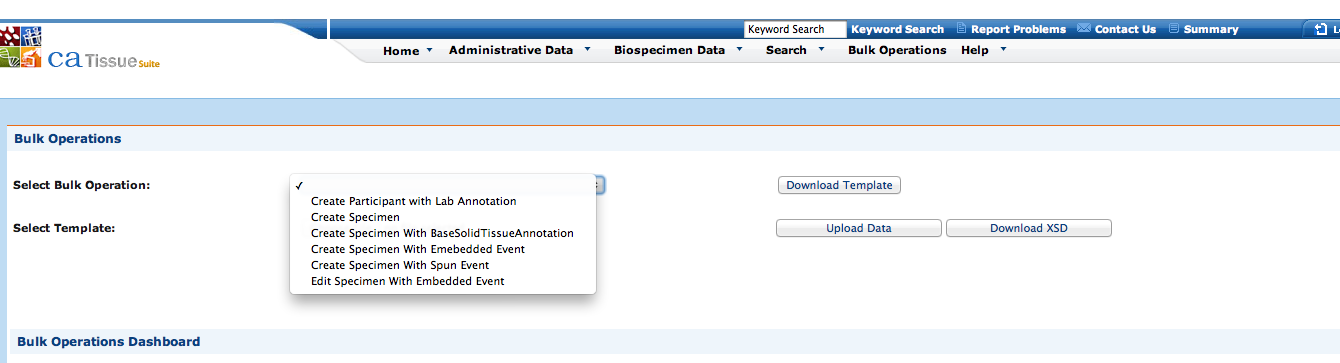 Keyword Search Keyword Search Report Problems Contact Us Summary
caTissue Suite
Home Administrative Data Biospecimen Data Search Bulk Operations Help
Bulk Operations
Select Bulk Operation:
Download Template
✓
Create Participant with Lab Annotation
Create Specimen
Create Specimen With BaseSolidTissueAnnotation
Create Specimen With Emebedded Event
Create Specimen With Spun Event
Edit Specimen With Embedded Event
Select Template:
Upload Data Download XSD
Bulk Operations Dashboard